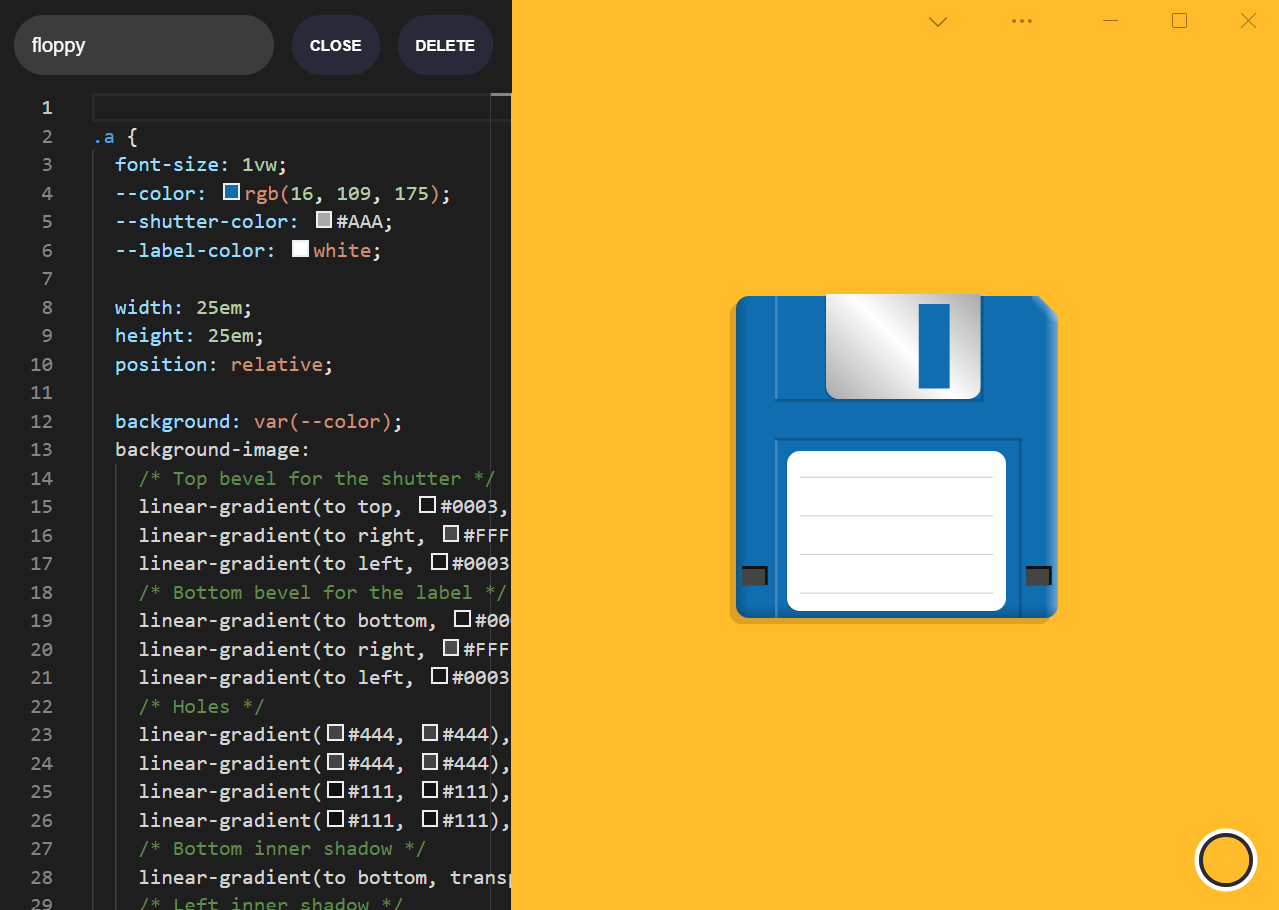 floppy
CLOSE
DELETE
1
2 .a {
3 font-size: 1vw;
4 --color: rgb(16, 109, 175);
5 --shutter-color: #AAA;
6 --label-color: white;
7
8 width: 25em;
9 height: 25em;
10 position: relative;
11
12 background: var(--color);
13 background-image:
14 /* Top bevel for the shutter */
15 linear-gradient(to top, #0003,
16 linear-gradient(to right, #FFF
17 linear-gradient(to left, #0003
18 /* Bottom bevel for the label */
19 linear-gradient(to bottom, #00
20 linear-gradient(to right, #FFF
21 linear-gradient(to left, #0003
22 /* Holes */
23 linear-gradient(#444, #444),
24 linear-gradient(#444, #444),
25 linear-gradient(#111, #111),
26 linear-gradient(#111, #111),
27 /* Bottom inner shadow */
28 linear-gradient(to bottom, transp
29 /* Left inner shadow */